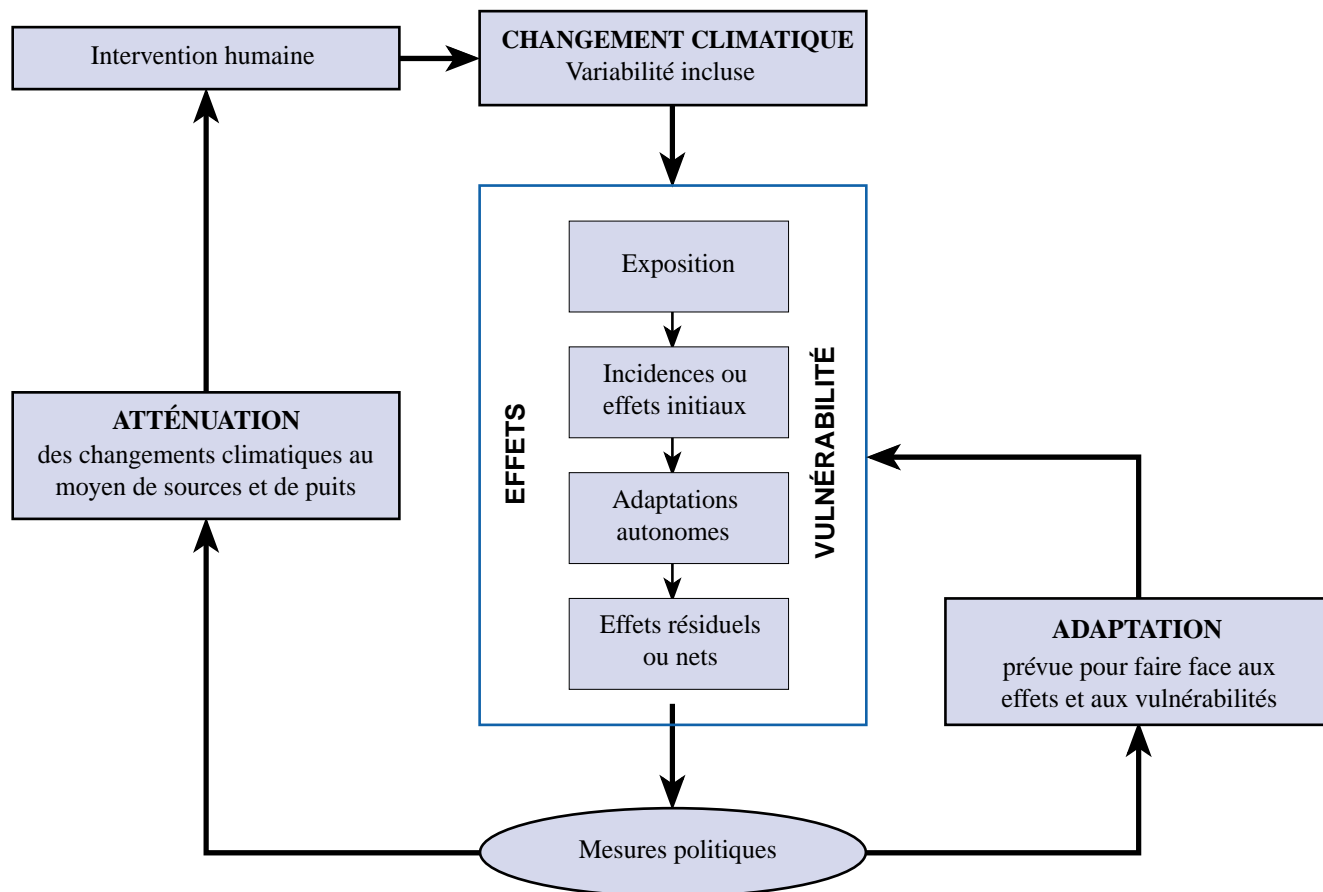 Intervention humaine
CHANGEMENT CLIMATIQUE
Variabilité incluse
Exposition
Incidences ou
effets initiaux
EFFETS
VULNÉRABILITÉ
ATTÉNUATION
des changements climatiques au
moyen de sources et de puits
Adaptations
autonomes
Effets résiduels
ou nets
ADAPTATION
prévue pour faire face aux
effets et aux vulnérabilités
Mesures politiques